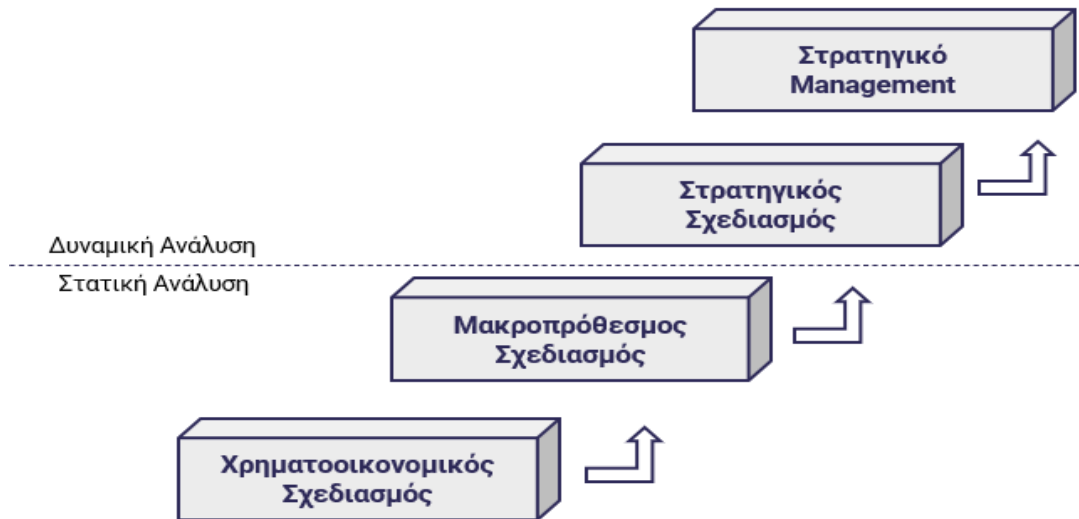 Στρατηγικό
Management
Στρατηγικός
Σχεδιασμός
Δυναμική Ανάλυση
Στατική Ανάλυση
Μακροπρόθεσμος
Σχεδιασμός
Χρηματοοικονομικός
Σχεδιασμός